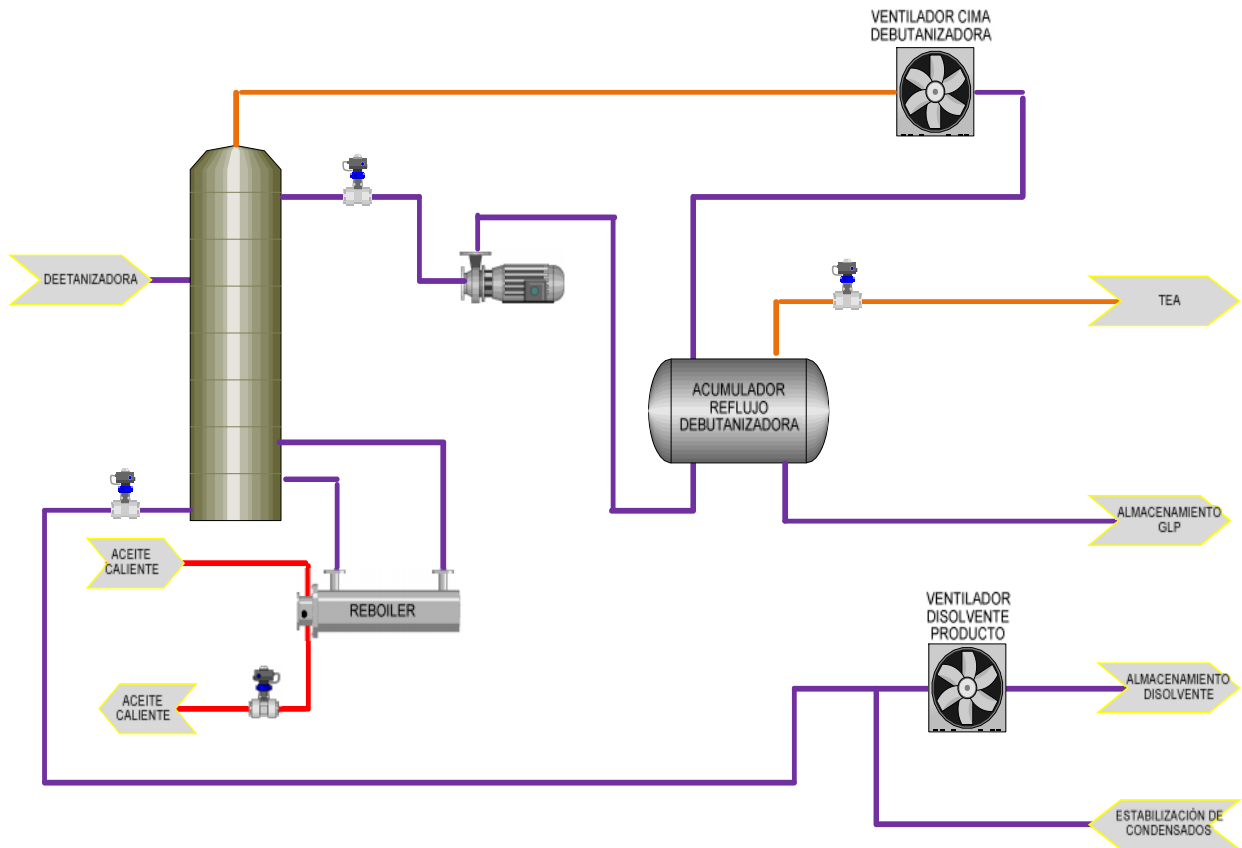 VENTILADOR CIMA
DEBUTANIZADORA
DEETANIZADORA
TEA
ACUMULADOR
REFLUJO
DEBUTANIZADORA
ALMACENAMIENTO
GLP
ACEITE
CALIENTE
REBOILER
VENTILADOR
DISOLVENTE
PRODUCTO
ACEITE
CALIENTE
ALMACENAMIENTO
DISOLVENTE
ESTABILIZACIÓN DE
CONDENSADOS